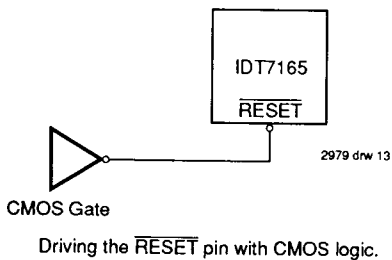 IDT7165
RESET
2979 drw 13
CMOS Gate
Driving the RESET pin with CMOS logic.